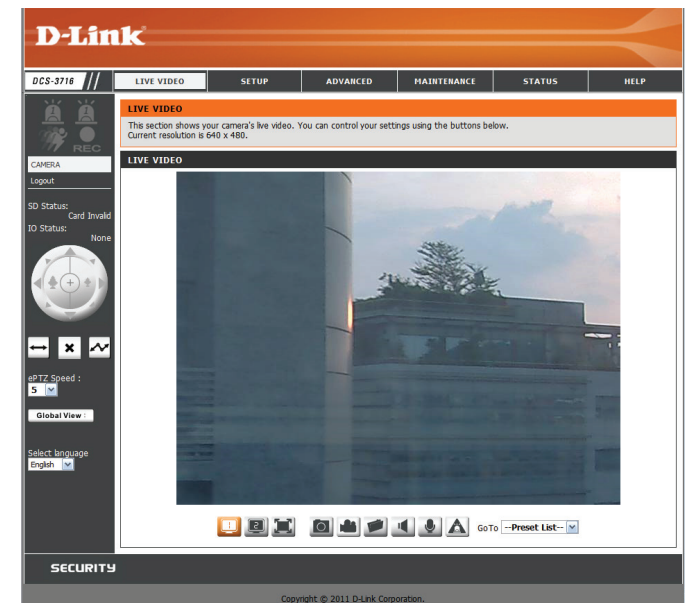 D-Link
DCS-3716 //
LIVE VIDEO SETUP ADVANCED MAINTENANCE STATUS HELP
REC
CAMERA
Logout
SD Status:
Card Invalid
IO Status:
None
ePTZ Speed :
5
Global View :
Select language
English
LIVE VIDEO
This section shows your camera's live video. You can control your settings using the buttons below.
Current resolution is 640 x 480.
LIVE VIDEO
1 2 GoTo --Preset List--
SECURITY
Copyright © 2011 D-Link Corporation.